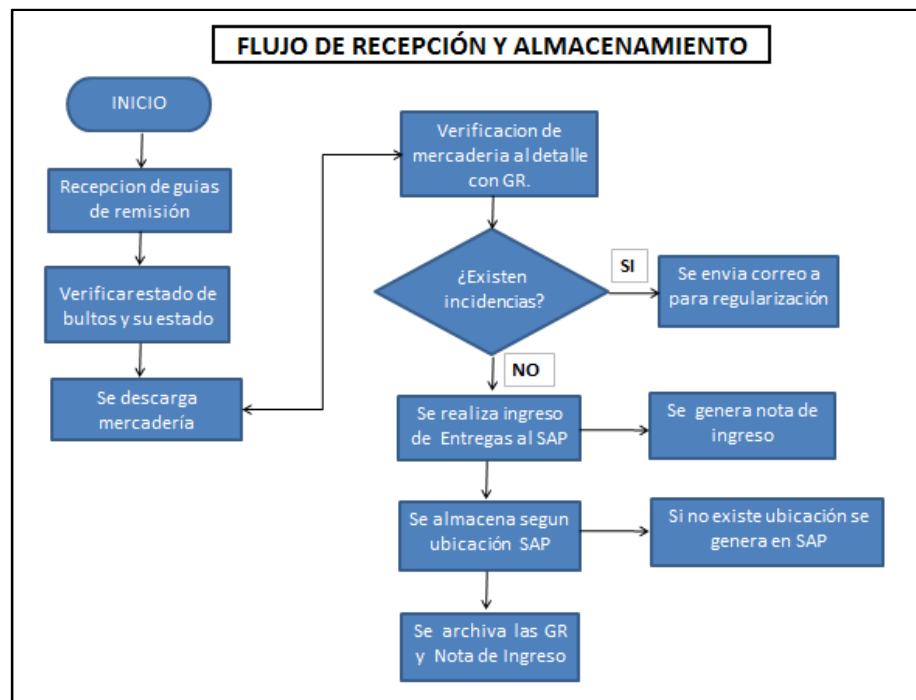 FLUJO DE RECEPCIÓN Y ALMACENAMIENTO
INICIO
Recepcion de guias
de remisión
Verificar estado de
bultos y su estado
Se descarga
mercadería
Verificacion de
mercaderia al detalle
con GR.
¿Existen
incidencias?
SI
Se envia correo a
para regularización
NO
Se realiza ingreso
de Entregas al SAP
Se genera nota de
ingreso
Se almacena segun
ubicación SAP
Si no existe ubicación se
genera en SAP
Se archiva las GR
y Nota de Ingreso